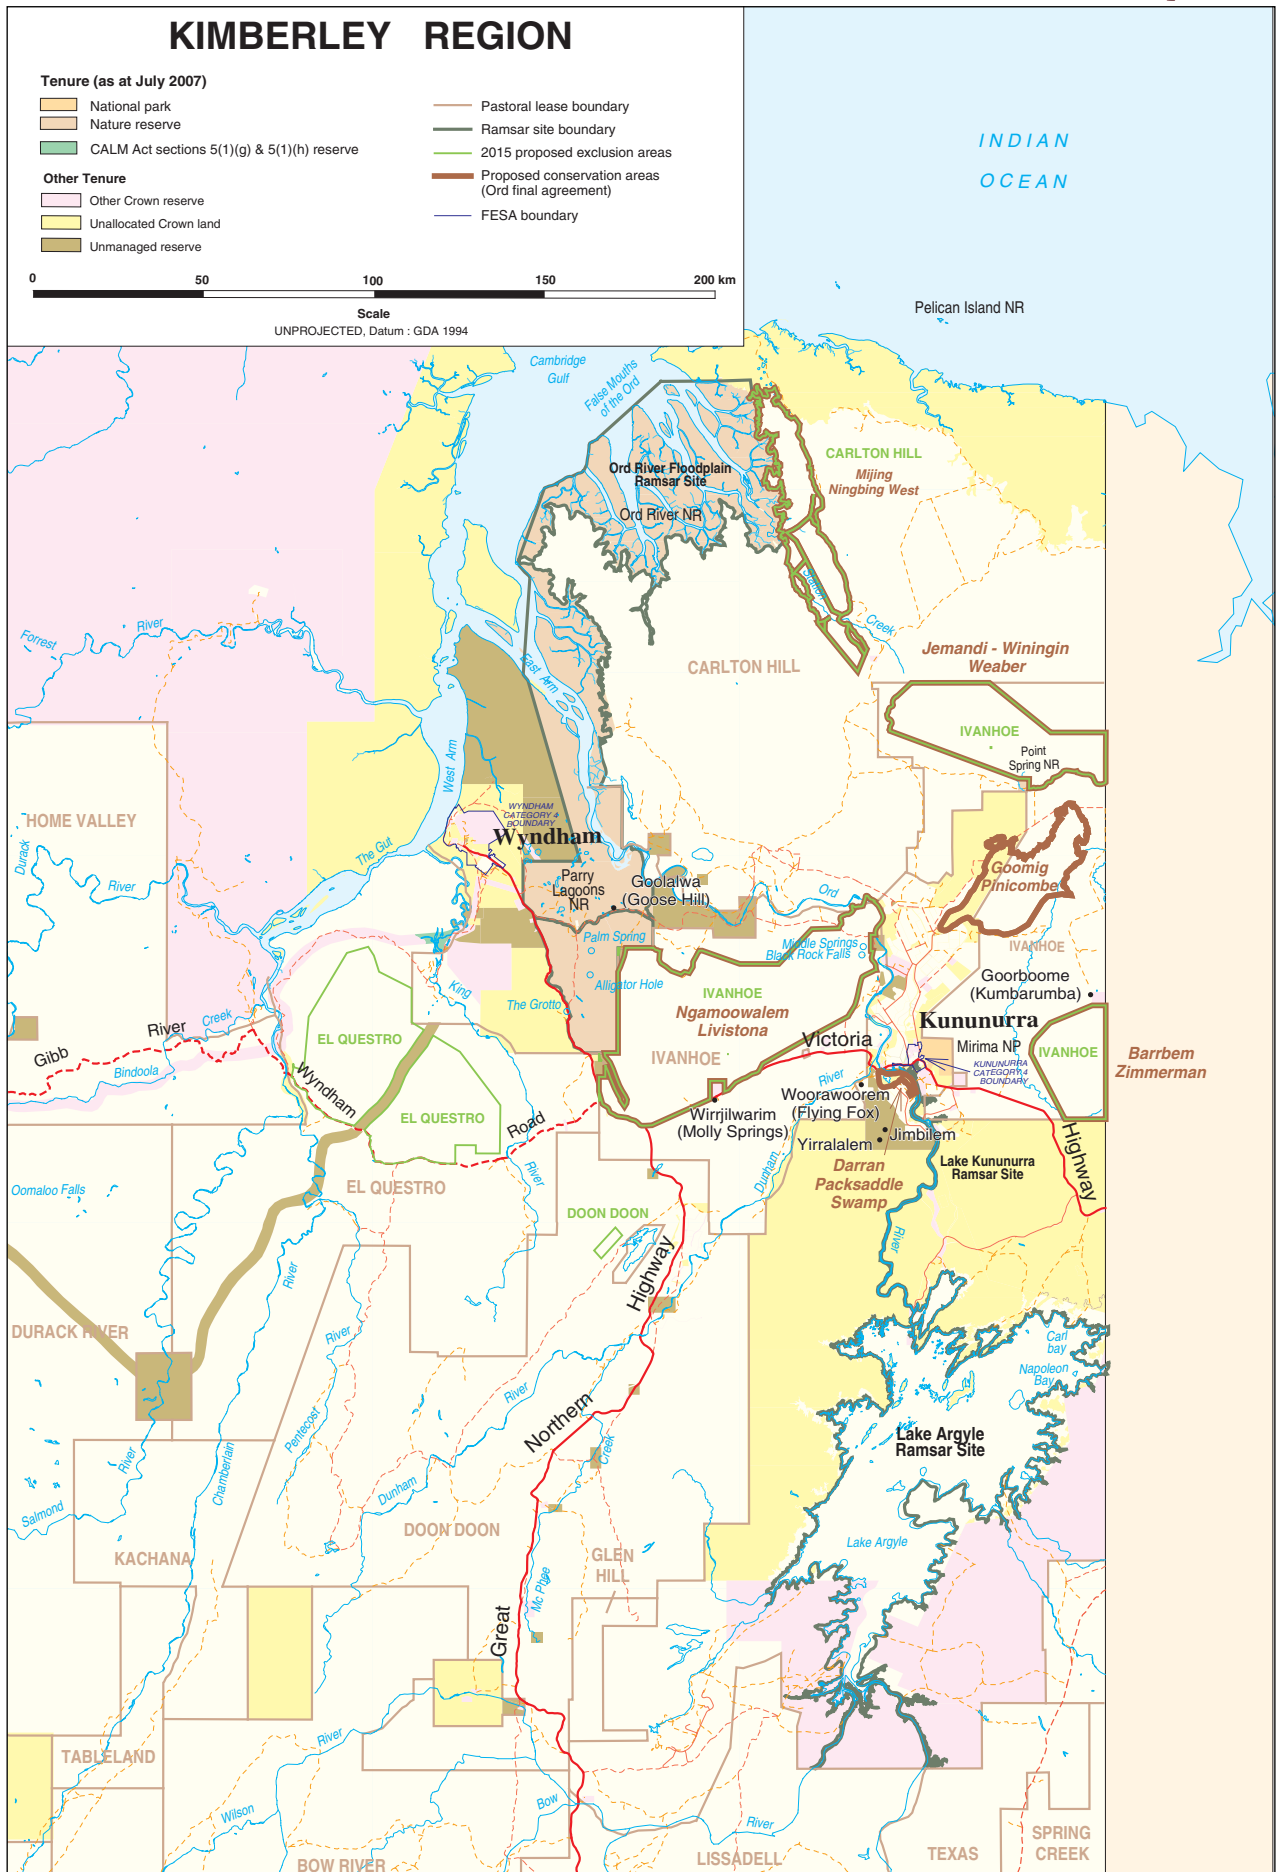 KIMBERLEY REGION
Tenure (as at July 2007)
National park
Nature reserve
CALM Act sections 5(1)(g) & 5(1)(h) reserve
Other Tenure
Other Crown reserve
Unallocated Crown land
Unmanaged reserve
Pastoral lease boundary
Ramsar site boundary
2015 proposed exclusion areas
Proposed conservation areas
(Ord final agreement)
FESA boundary
0 50 100 150 200 km
Scale
UNPROJECTED, Datum : GDA 1994
INDIAN
OCEAN
Pelican Island NR
Cambridge
Gulf
False Mouths
of the Ord
CARLTON HILL
Mijing
Ningbing West
Ord River Floodplain
Ramsar Site
Ord River NR
Station
Creek
Forrest
River
East Arm
CARLTON HILL
Jemandi - Winingin
Weaber
IVANHOE
Point
Spring NR
West Arm
HOME VALLEY
WYNDHAM
CATEGORY 4
BOUNDARY
Wyndham
The Gut
Durack
River
Parry
Lagoons
NR
Goolalwa
(Goose Hill)
Ord
Goomig
Pinicombe
IVANHOE
Palm Spring
Middle Springs
Black Rock Falls
Alligator Hole
King
The Grotto
IVANHOE
Ngamoowalem
Livistona
IVANHOE
Goorboome
(Kumbarumba)
Kununurra
Mirima NP
KUNUNURRA
CATEGORY 4
BOUNDARY
IVANHOE
Barrbem
Zimmerman
Victoria
Highway
EL QUESTRO
EL QUESTRO
Gibb
River
Creek
Bindoola
Wyndham
Road
River
Woorawoorem
(Flying Fox)
Wirrjilwarim
(Molly Springs)
Jimbilem
Yirralalem
Darran
Packsaddle
Swamp
Lake Kununurra
Ramsar Site
Dunham
River
River
Oomaloo Falls
EL QUESTRO
DOON DOON
Highway
River
DURACK RIVER
River
Carl
bay
Napoleon
Bay
Lake Argyle
Ramsar Site
Lake Argyle
Northern
River
Creek
Pentecost
Chamberlain
River
Dunham
Salmond
DOON DOON
KACHANA
GLEN
HILL
Mc Phee
Great
River
TABLELAND
Wilson
Bow
River
BOW RIVER
LISSADELL
TEXAS
SPRING
CREEK